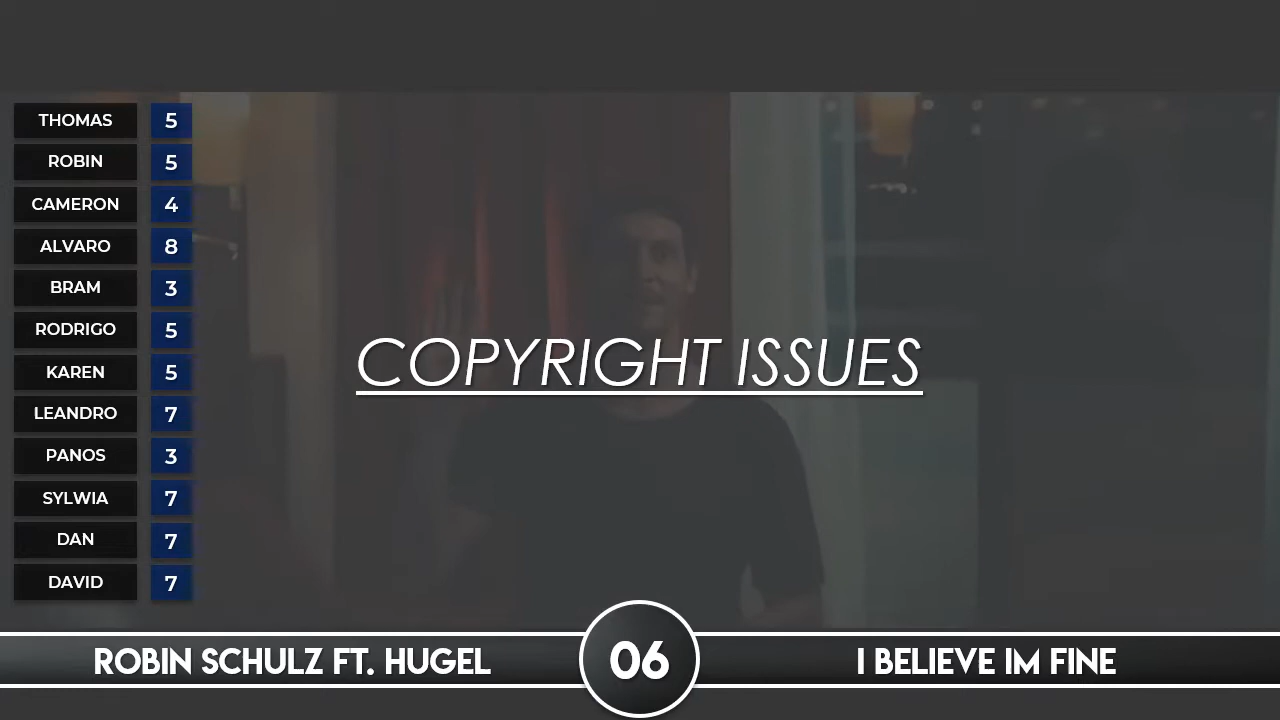 THOMAS 5
ROBIN 5
CAMERON 4
ALVARO 8
BRAM 3
RODRIGO 5
KAREN 5
LEANDRO 7
PANOS 3
SYLWIA 7
DAN 7
DAVID 7
COPYRIGHT ISSUES
ROBIN SCHULZ FT. HUGEL 06 I BELIEVE IM FINE